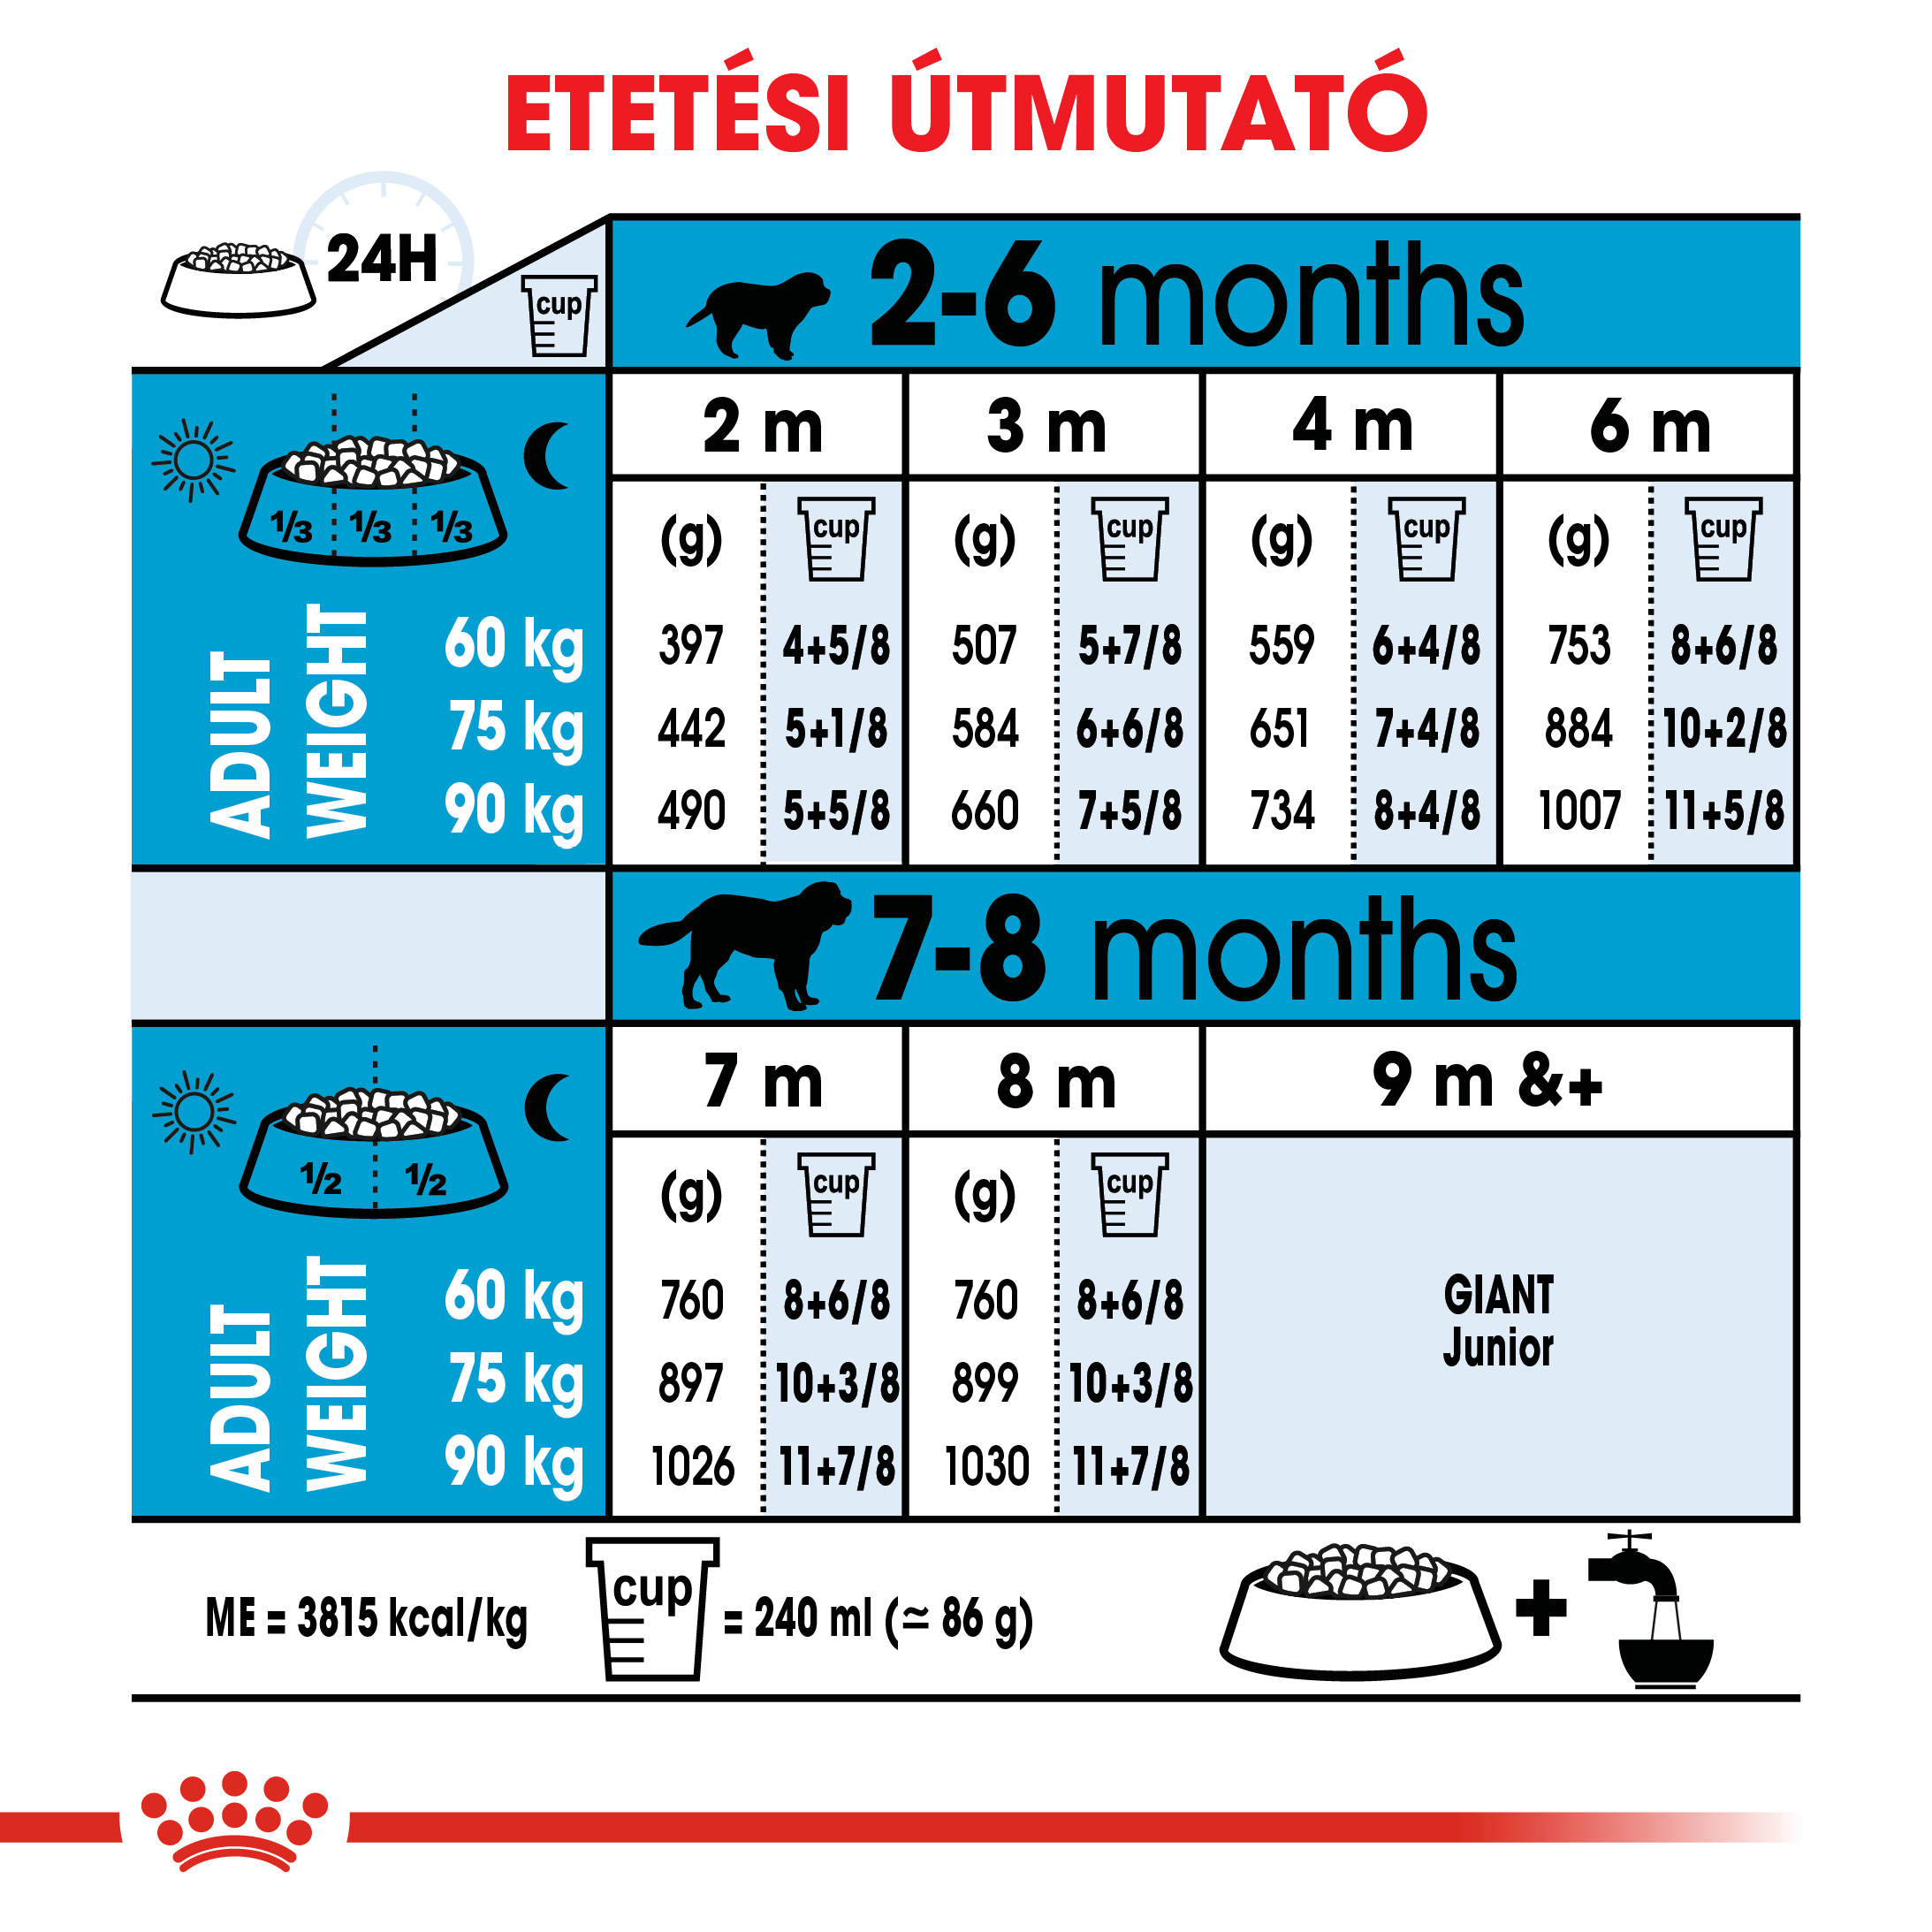 ETETÉSI ÚTMUTATÓ
24H
cup
2-6 months
2 m 3 m 4 m 6 m
1/3 1/3 1/3
(g) cup (g) cup (g) cup (g) cup
ADULT WEIGHT
60 kg 397 4+5/8 507 5+7/8 559 6+4/8 753 8+6/8
75 kg 442 5+1/8 584 6+6/8 651 7+4/8 884 10+2/8
90 kg 490 5+5/8 660 7+5/8 734 8+4/8 1007 11+5/8
7-8 months
7 m 8 m 9 m &+
1/2 1/2
(g) cup (g) cup
ADULT WEIGHT
60 kg 760 8+6/8 760 8+6/8
75 kg 897 10+3/8 899 10+3/8
90 kg 1026 11+7/8 1030 11+7/8
GIANT
Junior
ME = 3815 kcal/kg cup = 240 ml (≃ 86 g)
+